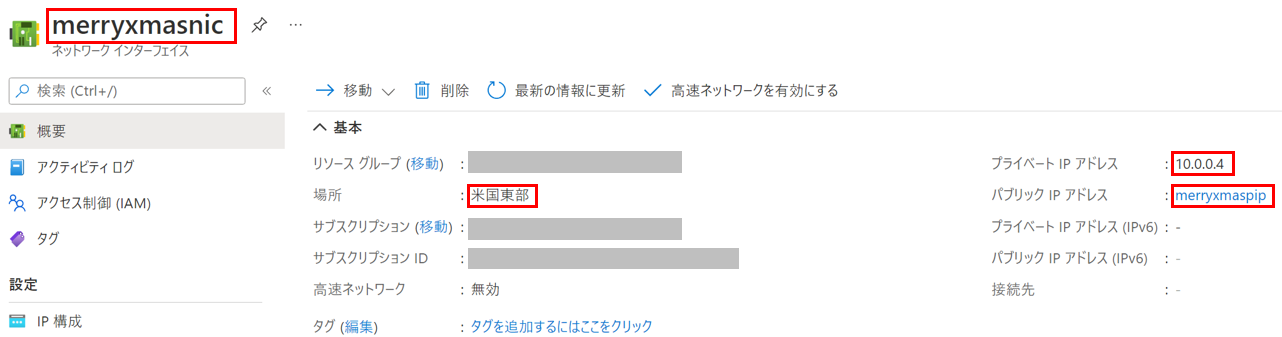 merryxmasnic
ネットワーク インターフェイス
検索 (Ctrl+/)
概要
アクティビティ ログ
アクセス制御 (IAM)
タグ
設定
IP 構成
移動
削除
最新の情報に更新
高速ネットワークを有効にする
基本
リソース グループ (移動) :
場所 : 米国東部
サブスクリプション (移動) :
サブスクリプション ID :
高速ネットワーク : 無効
タグ (編集) : タグを追加するにはここをクリック
プライベート IP アドレス : 10.0.0.4
パブリック IP アドレス : merryxmaspip
プライベート IP アドレス (IPv6) : -
パブリック IP アドレス (IPv6) : -
接続先 : -